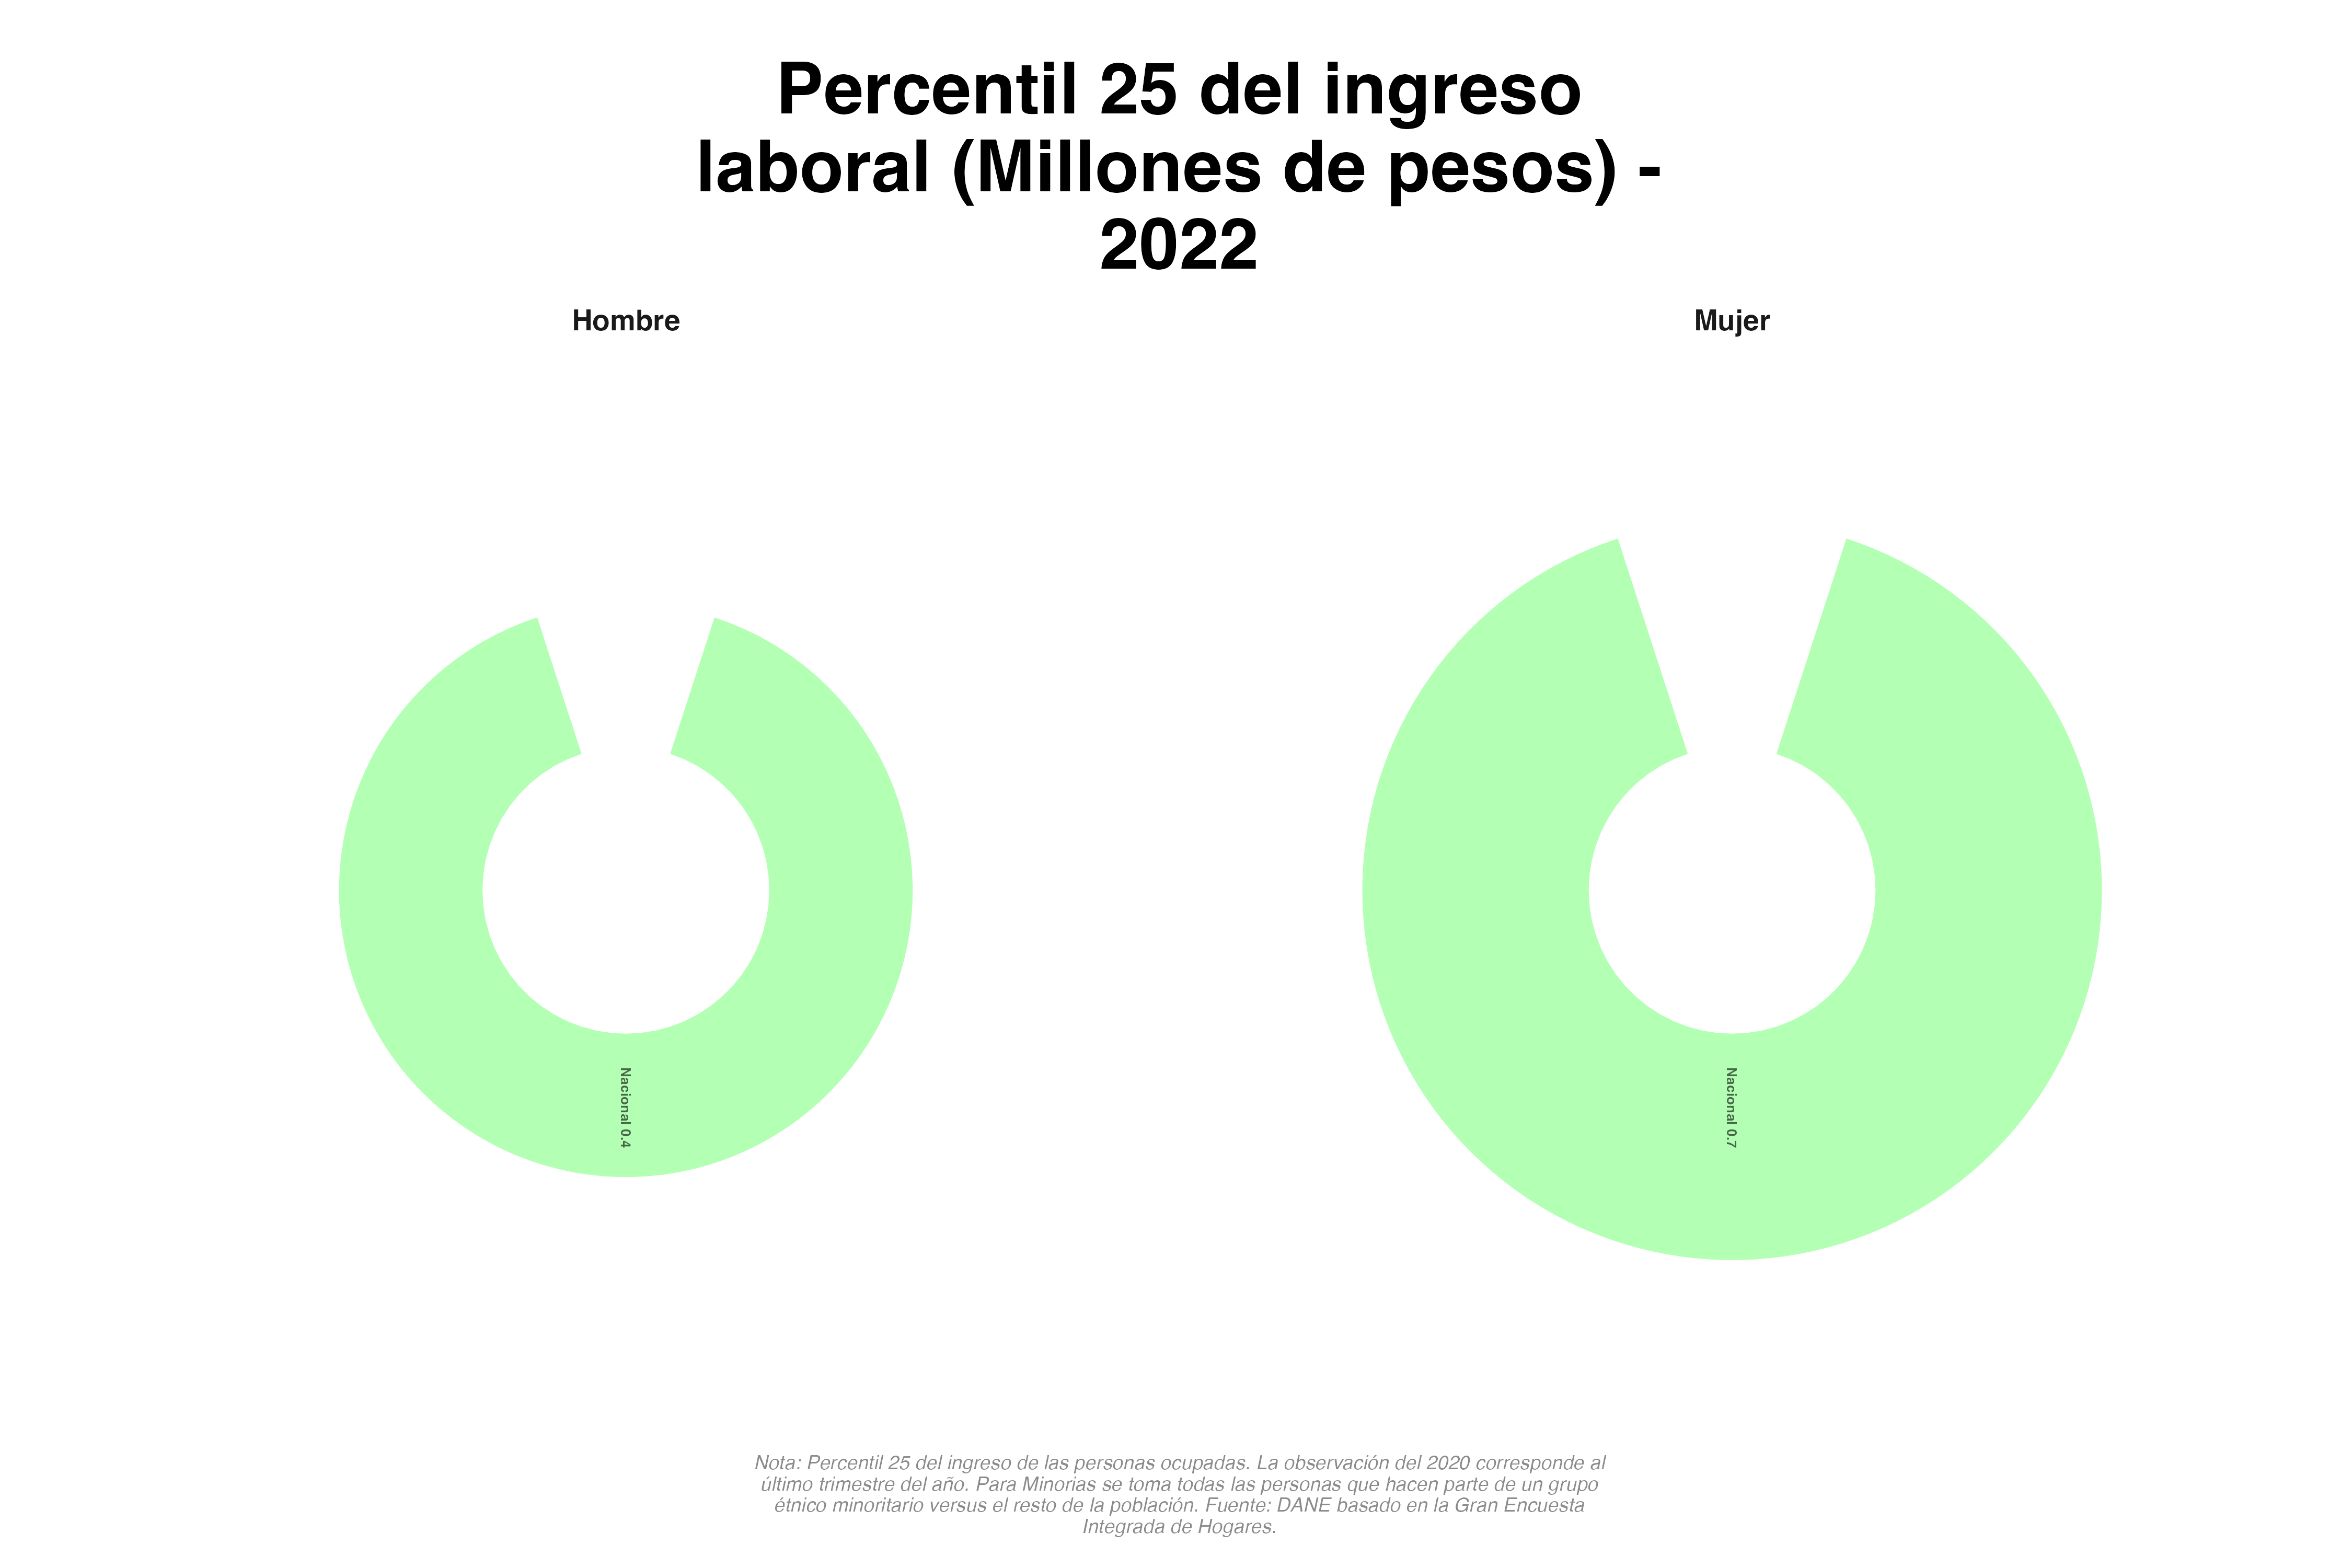 Percentil 25 del ingreso
laboral (Millones de pesos) -
2022
Hombre
Mujer
Nacional 0.4
Nacional 0.7
Nota: Percentil 25 del ingreso de las personas ocupadas. La observación del 2020 corresponde al
último trimestre del año. Para Minorias se toma todas las personas que hacen parte de un grupo
étnico minoritario versus el resto de la población. Fuente: DANE basado en la Gran Encuesta
Integrada de Hogares.